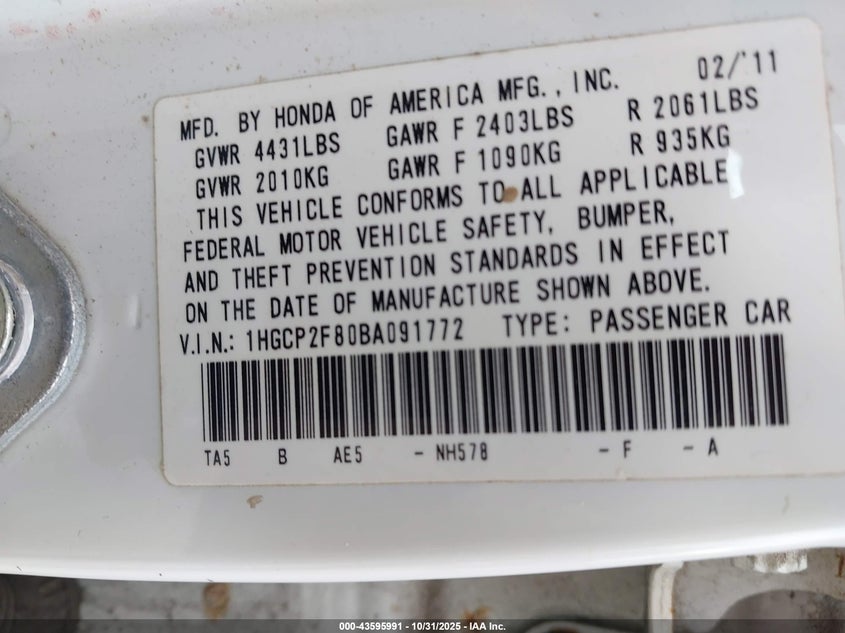 MFD. BY HONDA OF AMERICA MFG., INC. 02/'11
GVWR 4431LBS GAWR F 2403LBS R 2061LBS
GVWR 2010KG GAWR F 1090KG R 935KG
THIS VEHICLE CONFORMS TO ALL APPLICABLE
FEDERAL MOTOR VEHICLE SAFETY, BUMPER,
AND THEFT PREVENTION STANDARDS IN EFFECT
ON THE DATE OF MANUFACTURE SHOWN ABOVE.
V.I.N.: 1HGCP2F80BA091772 TYPE: PASSENGER CAR
TA5 B AE5 - NH578 - F - A
000-43595991 - 10/31/2025 - IAA Inc.